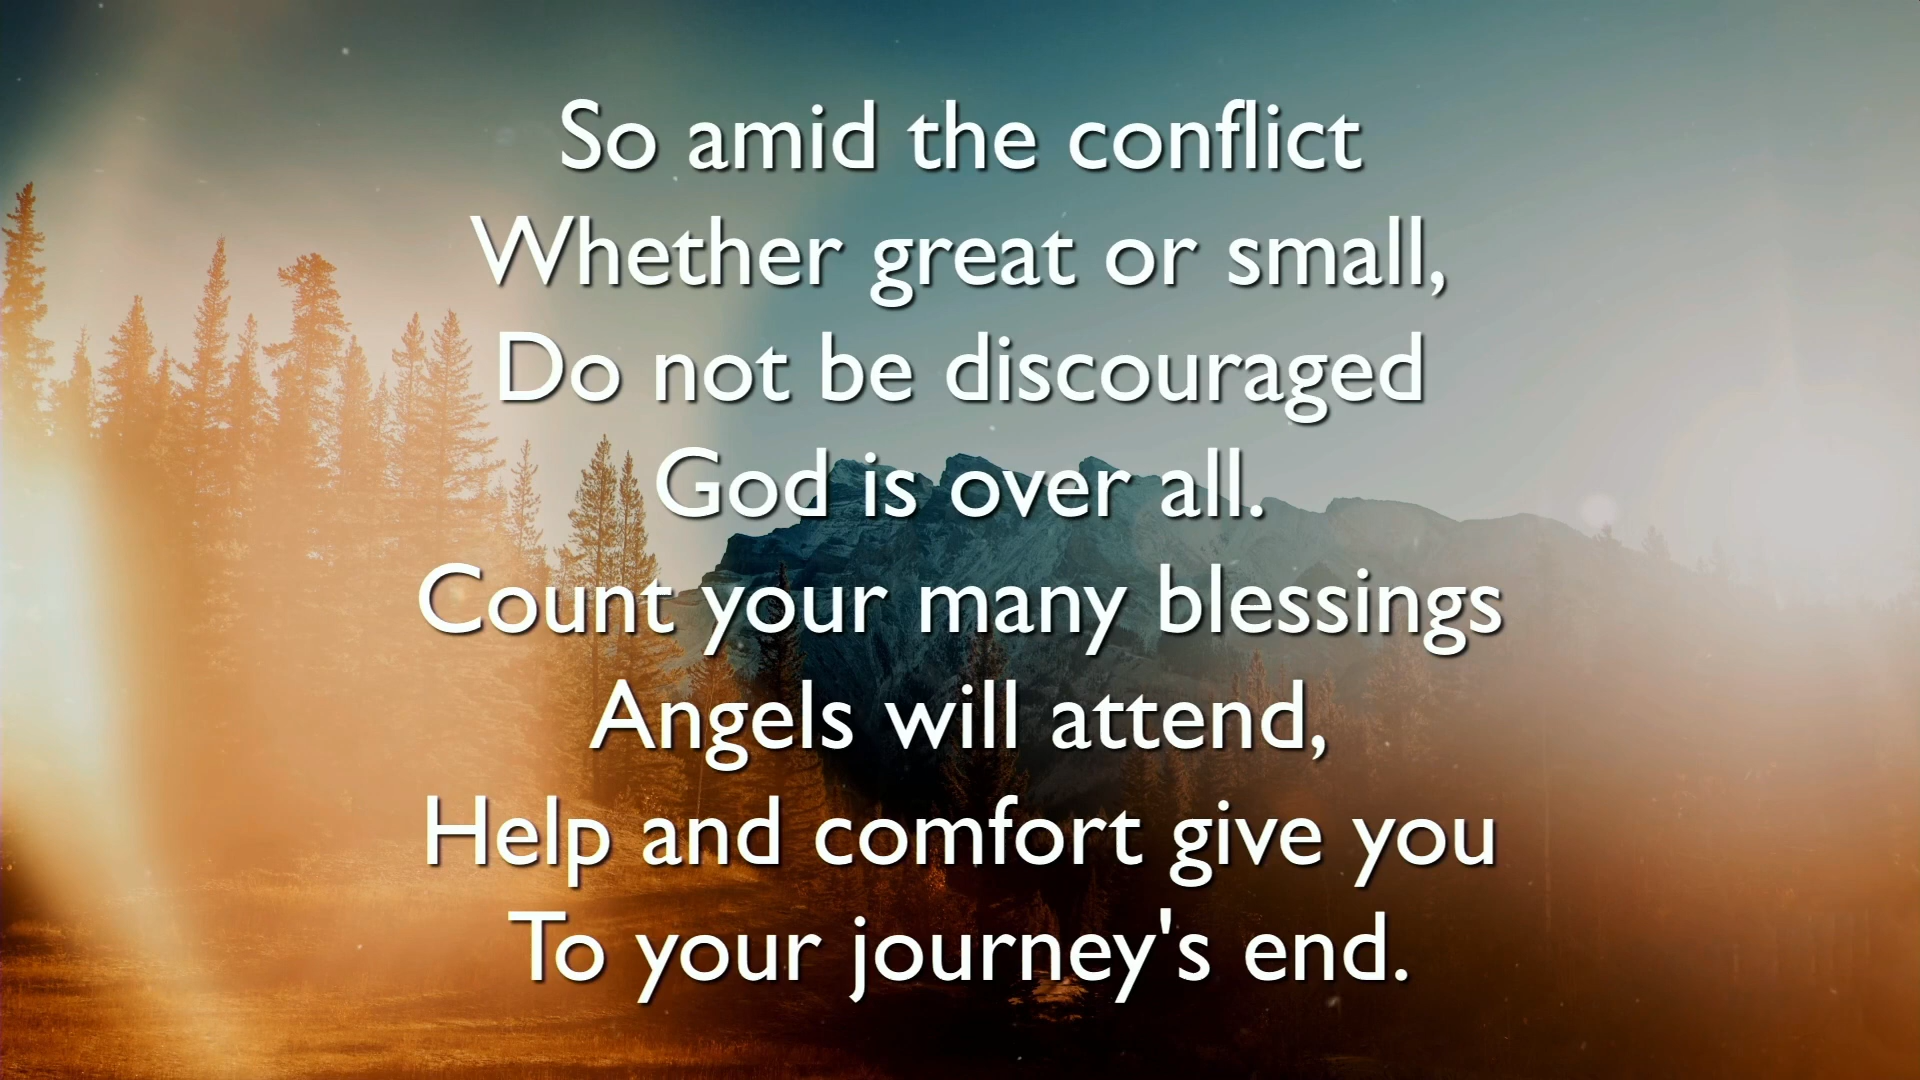 So amid the conflict
Whether great or small,
Do not be discouraged
God is over all.
Count your many blessings
Angels will attend,
Help and comfort give you
To your journey's end.